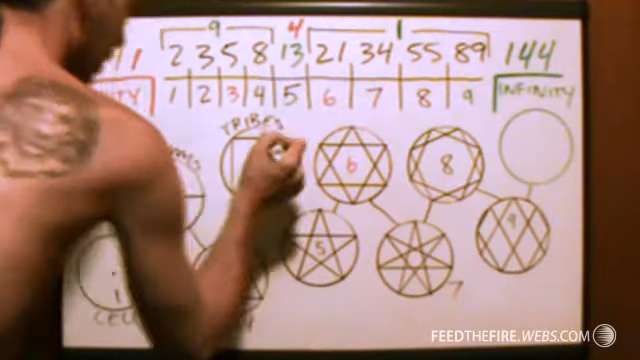 9 4 1
1 1 2 3 5 8 13 21 34 55 89 144
1 2 3 4 5 6 7 8 9 INFINITY
TRIBES
6 8
5 9
7
FEEDTHEFIRE.WEBS.COM